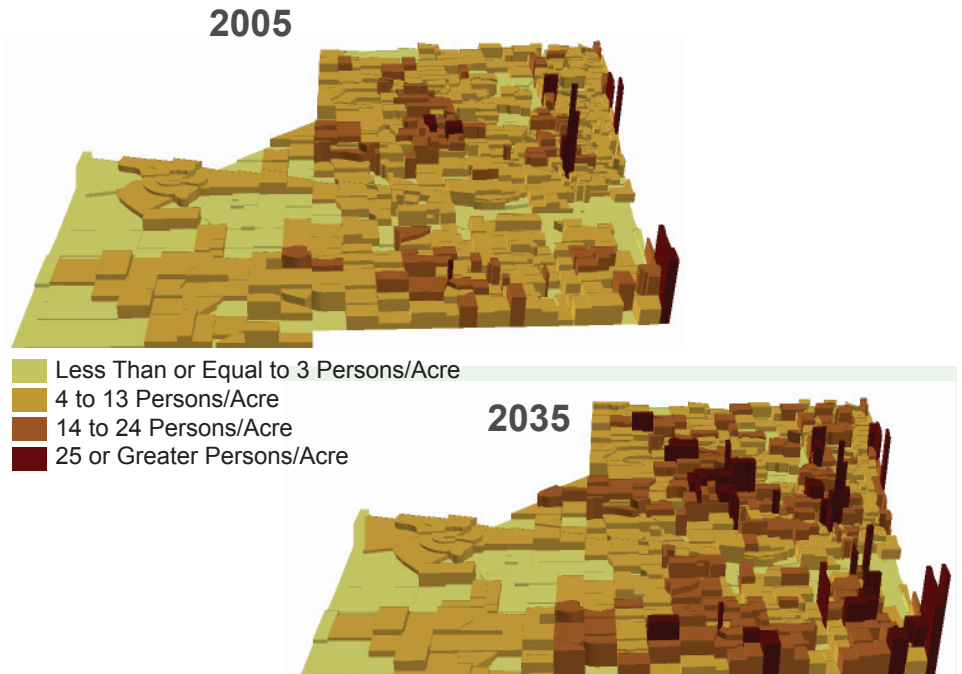 2005
Less Than or Equal to 3 Persons/Acre
4 to 13 Persons/Acre
14 to 24 Persons/Acre
25 or Greater Persons/Acre
2035